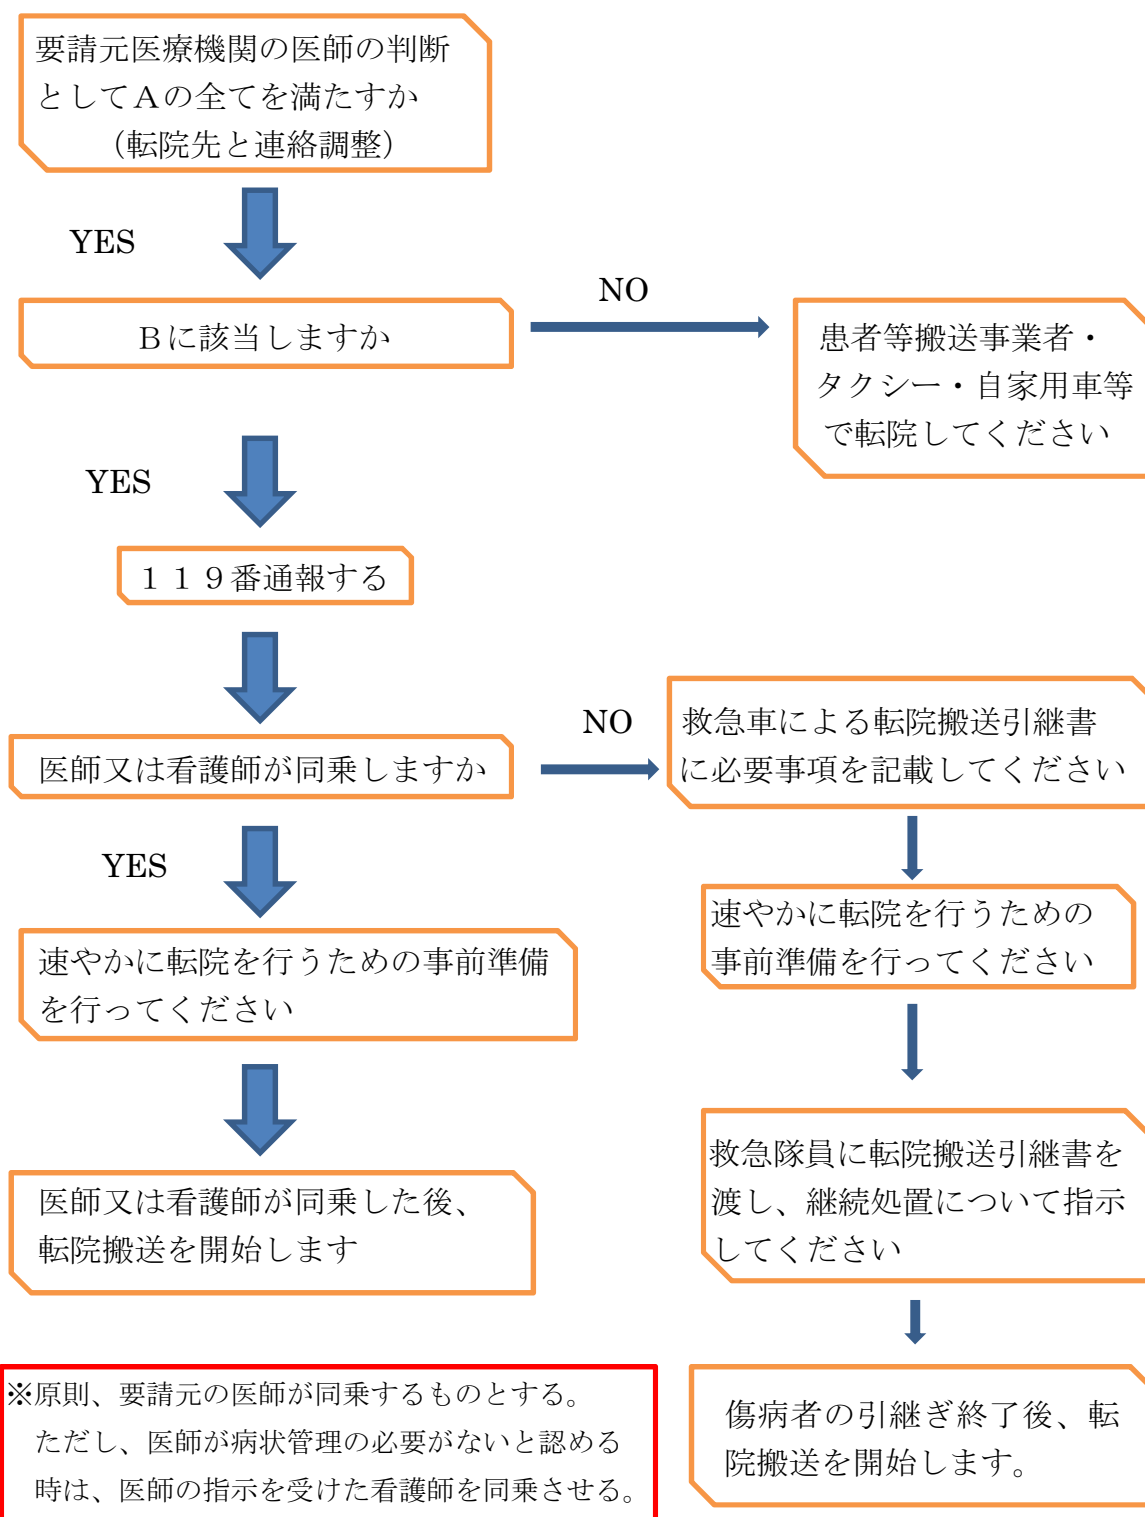 要請元医療機関の医師の判断
としてＡの全てを満たすか
（転院先と連絡調整）
YES
NO
Ｂに該当しますか
患者等搬送事業者・
タクシー・自家用車等
で転院してください
YES
１１９番通報する
NO
医師又は看護師が同乗しますか
救急車による転院搬送引継書
に必要事項を記載してください
YES
速やかに転院を行うための事前準備
を行ってください
速やかに転院を行うための
事前準備を行ってください
医師又は看護師が同乗した後、
転院搬送を開始します
救急隊員に転院搬送引継書を
渡し、継続処置について指示
してください
※原則、要請元の医師が同乗するものとする。
ただし、医師が病状管理の必要がないと認める
時は、医師の指示を受けた看護師を同乗させる。
傷病者の引継ぎ終了後、転
院搬送を開始します。